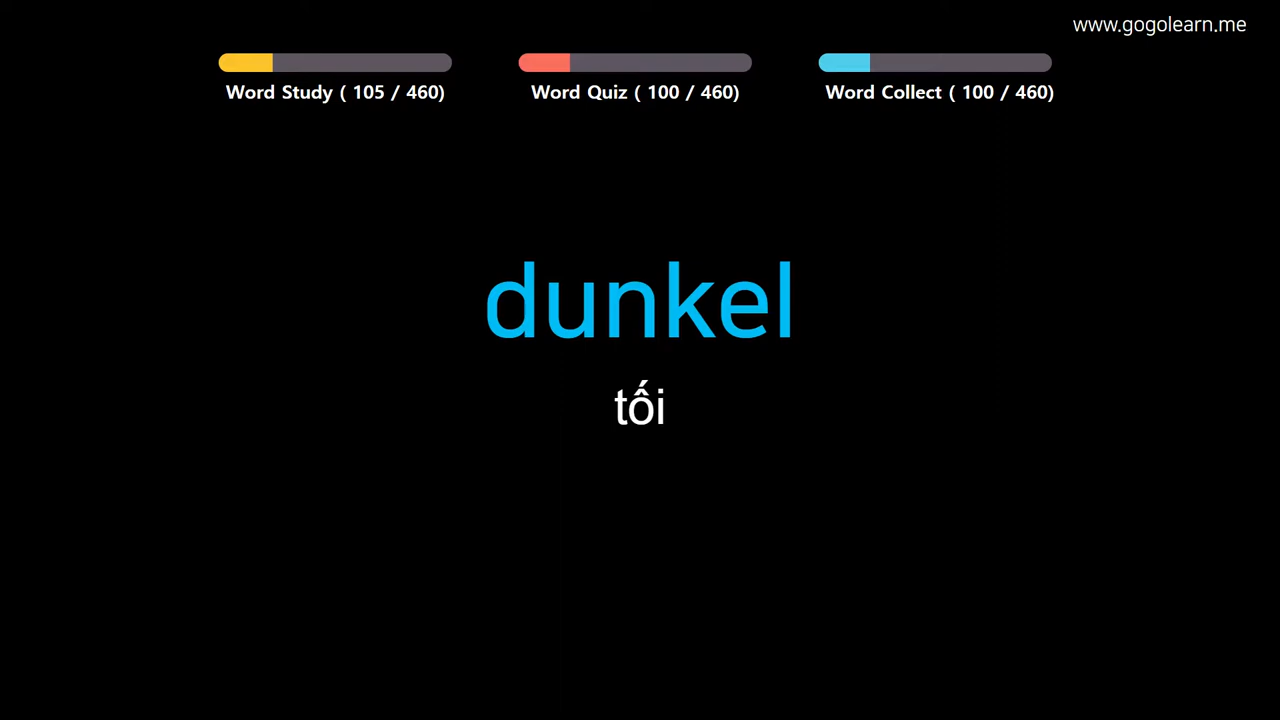 www.gogolearn.me
Word Study ( 105 / 460)
Word Quiz ( 100 / 460)
Word Collect ( 100 / 460)
dunkel
tối